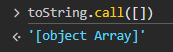 > toString.call([])
<· '[object Array]'